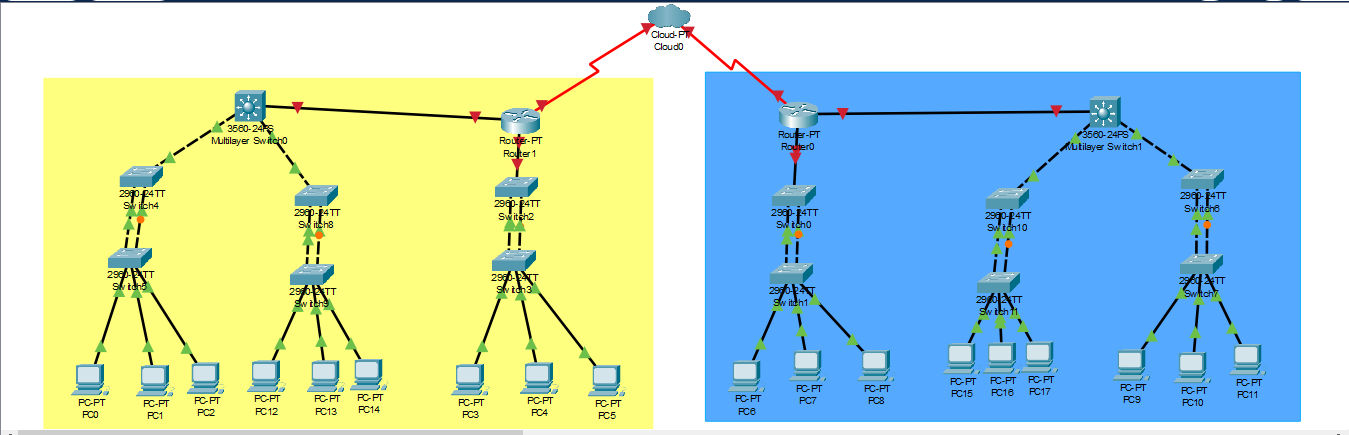 Cloud-PT
Cloud0
3560-24PS
Multilayer Switch0
Router-PT
Router1
Router-PT
Router0
3560-24PS
Multilayer Switch1
2960-24TT
Switch4
2960-24TT
Switch8
2960-24TT
Switch2
2960-24TT
Switch0
2960-24TT
Switch10
2960-24TT
Switch6
2960-24TT
Switch5
2960-24TT
Switch9
2960-24TT
Switch3
2960-24TT
Switch1
2960-24TT
Switch11
2960-24TT
Switch7
PC-PT
PC0
PC-PT
PC1
PC-PT
PC2
PC-PT
PC12
PC-PT
PC13
PC-PT
PC14
PC-PT
PC3
PC-PT
PC4
PC-PT
PC5
PC-PT
PC6
PC-PT
PC7
PC-PT
PC8
PC-PT
PC15
PC-PT
PC16
PC-PT
PC17
PC-PT
PC9
PC-PT
PC10
PC-PT
PC11